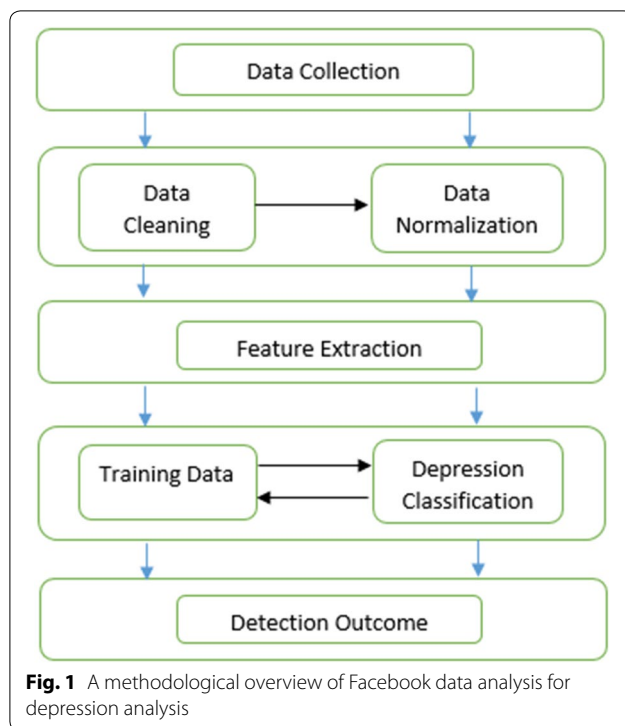 Data Collection
Data
Cleaning
Data
Normalization
Feature Extraction
Training Data
Depression
Classification
Detection Outcome
Fig. 1 A methodological overview of Facebook data analysis for
depression analysis